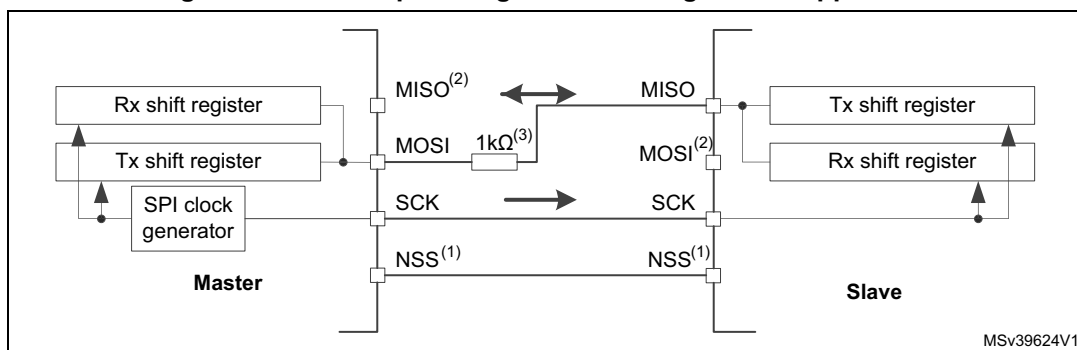 MISO(2)
MISO
Rx shift register
Tx shift register
MOSI
1kΩ(3)
MOSI(2)
Tx shift register
Rx shift register
SCK
SCK
SPI clock
generator
NSS(1)
NSS(1)
Master
Slave
MSv39624V1